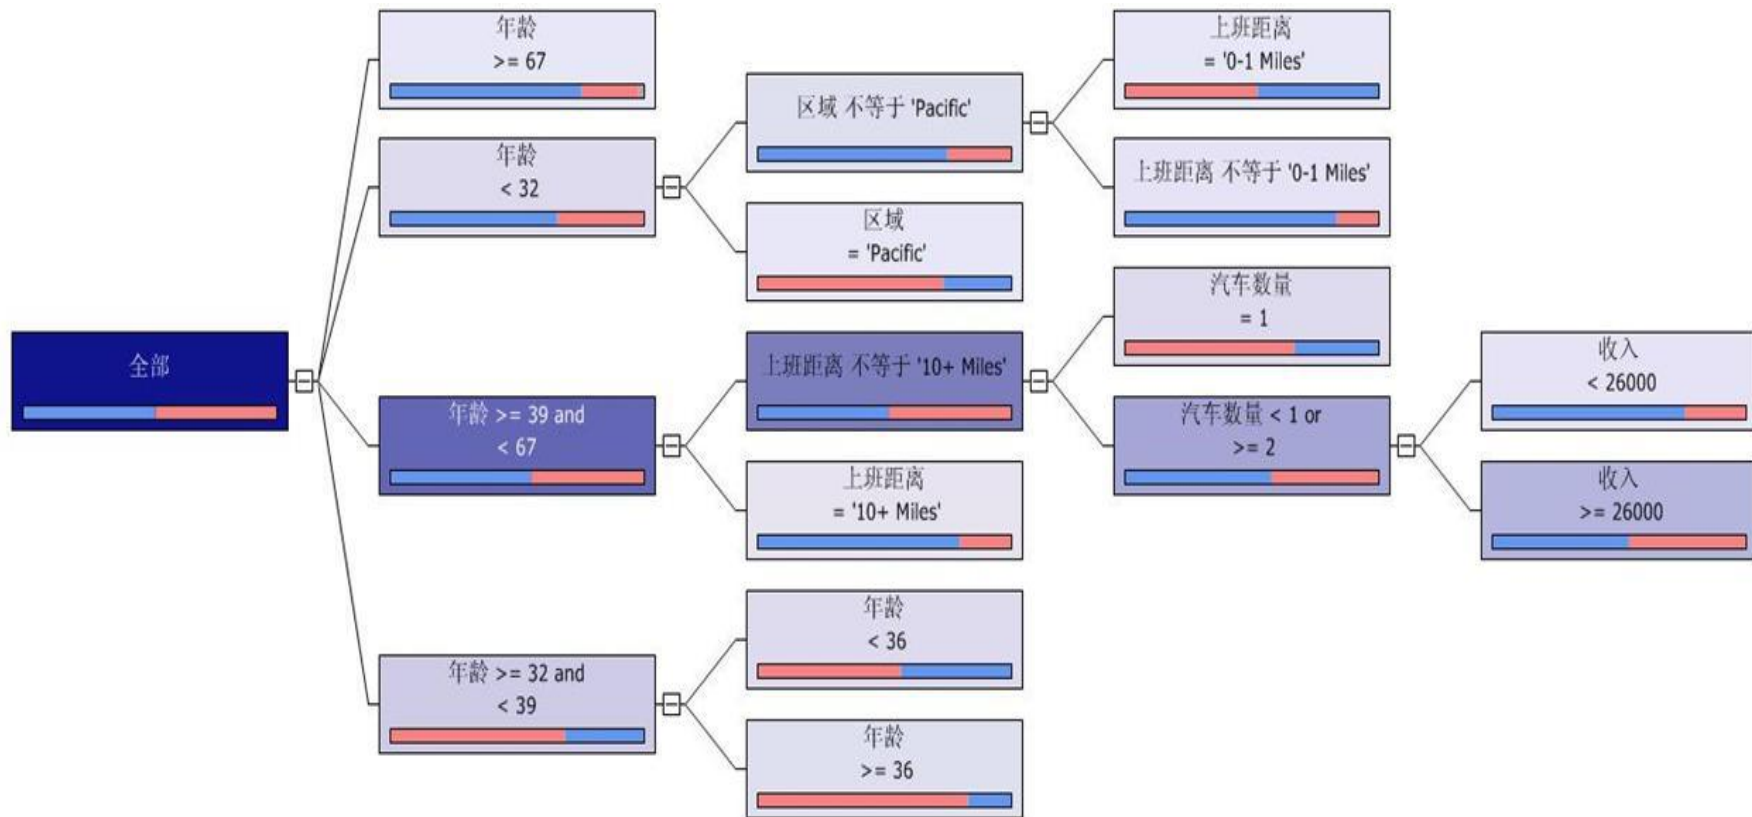 全部
年龄
>= 67
年龄
< 32
年龄 >= 39 and
< 67
年龄 >= 32 and
< 39
区域 不等于 'Pacific'
区域
= 'Pacific'
上班距离 不等于 '10+ Miles'
上班距离
= '10+ Miles'
年龄
< 36
年龄
>= 36
上班距离
= '0-1 Miles'
上班距离 不等于 '0-1 Miles'
汽车数量
= 1
汽车数量 < 1 or
>= 2
收入
< 26000
收入
>= 26000